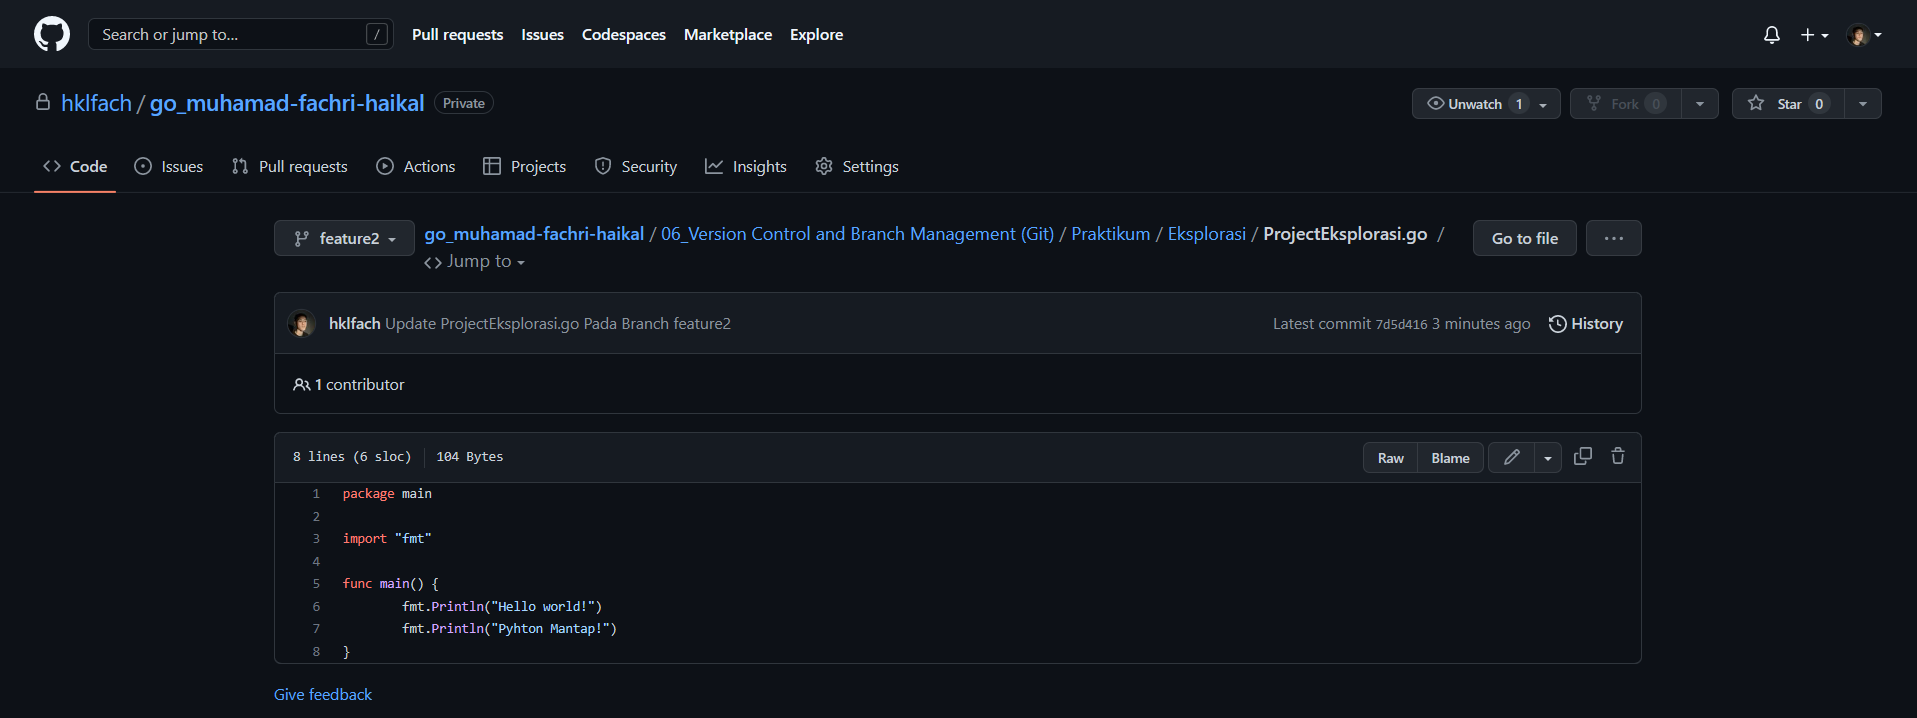 Search or jump to... /
Pull requests Issues Codespaces Marketplace Explore
hklfach / go_muhamad-fachri-haikal Private
Unwatch 1 Fork 0 Star 0
Code Issues Pull requests Actions Projects Security Insights Settings
feature2 go_muhamad-fachri-haikal / 06_Version Control and Branch Management (Git) / Praktikum / Eksplorasi / ProjectEksplorasi.go / Go to file ...
<> Jump to
hklfach Update ProjectEksplorasi.go Pada Branch feature2 Latest commit 7d5d416 3 minutes ago History
1 contributor
8 lines (6 sloc) 104 Bytes Raw Blame
1 package main
2
3 import "fmt"
4
5 func main() {
6 fmt.Println("Hello world!")
7 fmt.Println("Pyhton Mantap!")
8 }
Give feedback